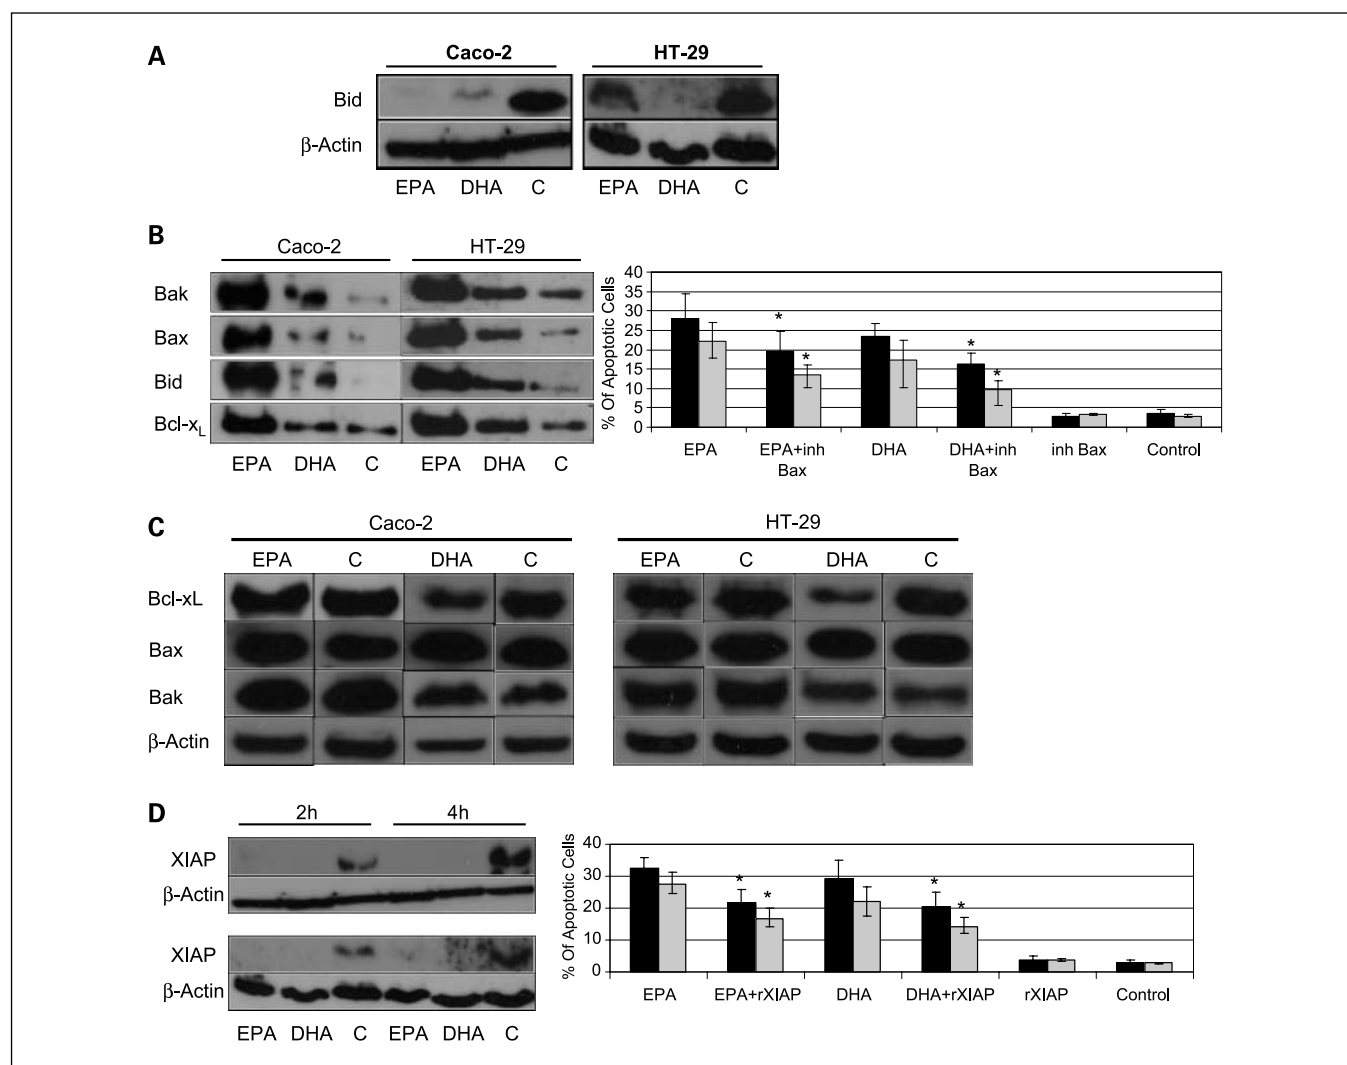 A
Caco-2 HT-29
Bid
β-Actin
EPA DHA C EPA DHA C
B
Caco-2 HT-29
Bak
Bax
Bid
Bcl-xL
EPA DHA C EPA DHA C
% Of Apoptotic Cells
40
35
30
25
20
15
10
5
0
* * * *
EPA EPA+inh Bax DHA DHA+inh Bax inh Bax Control
C
Caco-2 HT-29
EPA C DHA C EPA C DHA C
Bcl-xL
Bax
Bak
β-Actin
D
2h 4h
XIAP
β-Actin
XIAP
β-Actin
EPA DHA C EPA DHA C
% Of Apoptotic Cells
40
30
20
10
0
* * * *
EPA EPA+rXIAP DHA DHA+rXIAP rXIAP Control